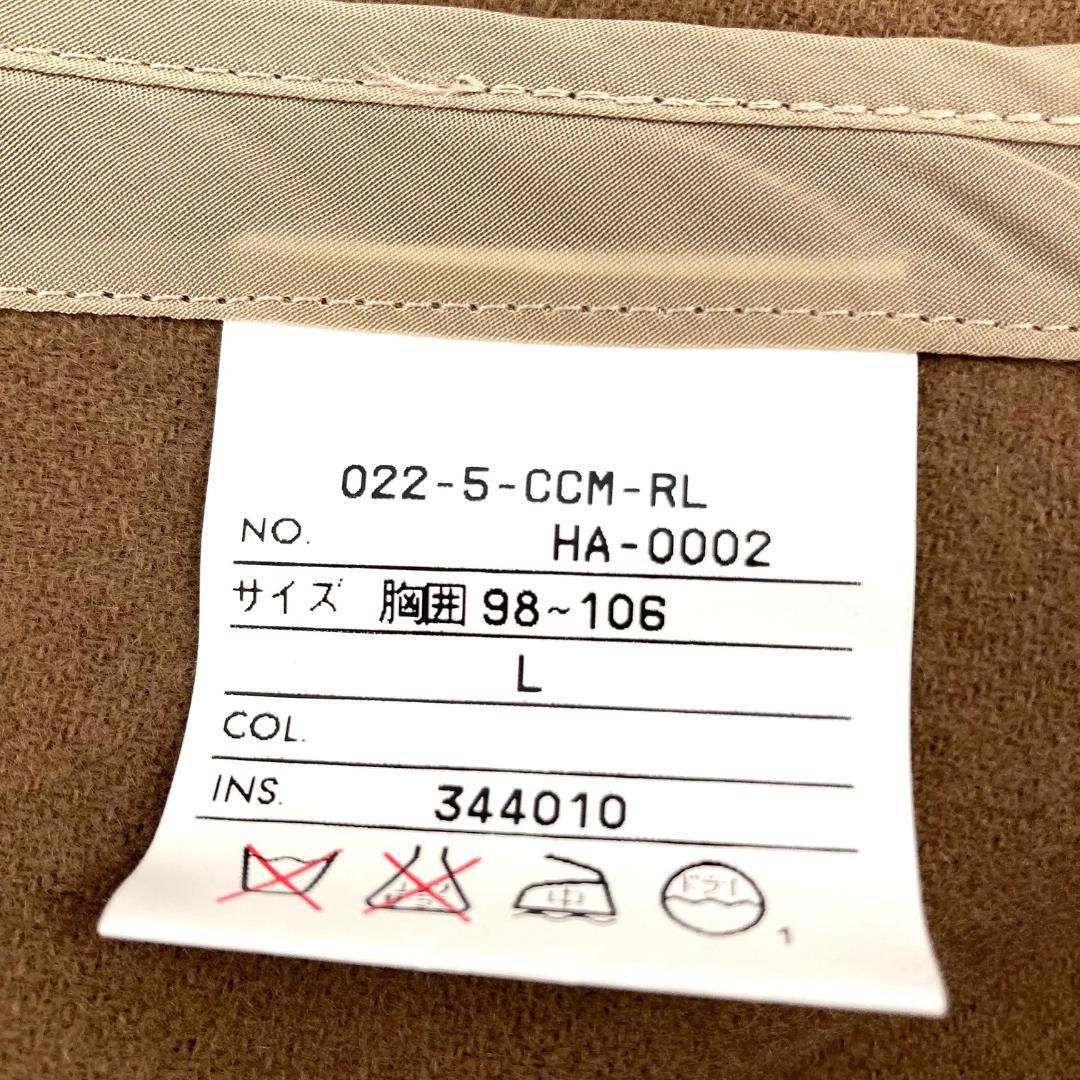 022-5-CCM-RL
NO. HA-0002
サイズ 胸囲 98~106
L
COL.
INS. 344010
中 ドライ
1